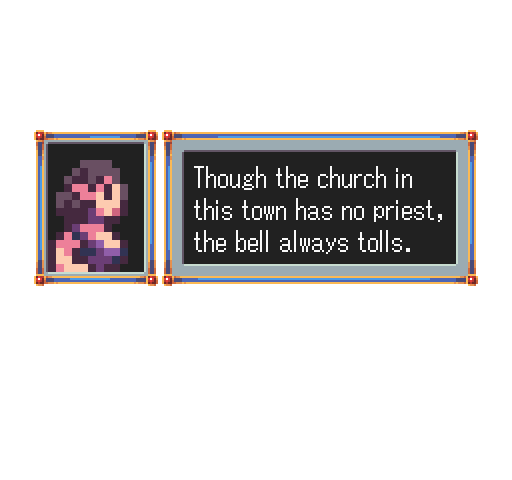 Though the church in
this town has no priest,
the bell always tolls.